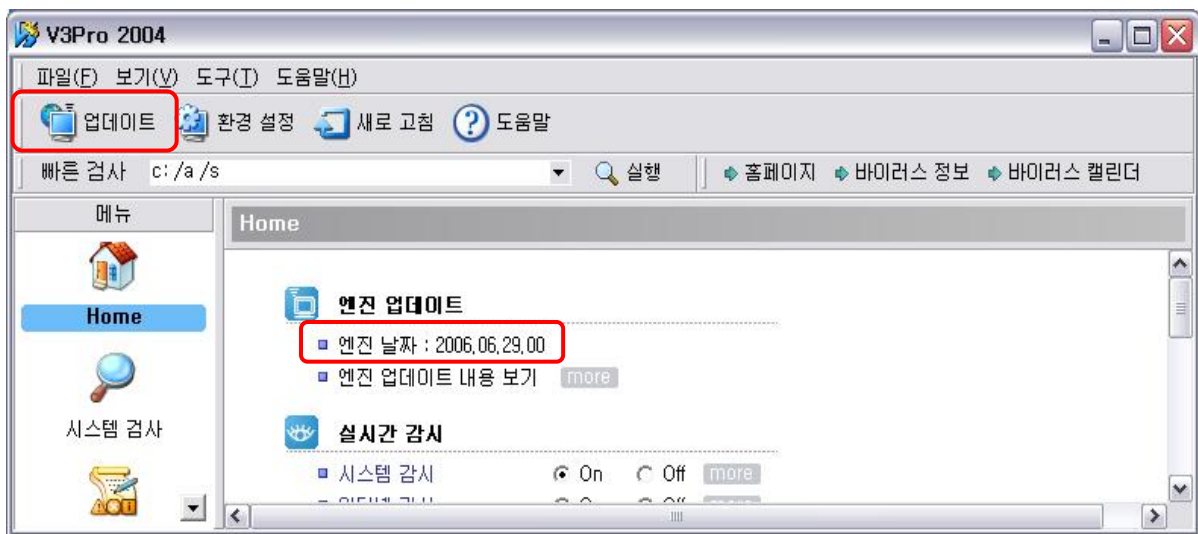 V3Pro 2004
파일(F) 보기(V) 도구(T) 도움말(H)
업데이트 환경 설정 새로 고침 도움말
빠른 검사 c: /a /s 실행 홈페이지 바이러스 정보 바이러스 캘린더
메뉴
Home
Home
엔진 업데이트
엔진 날짜 : 2006,06,29,00
엔진 업데이트 내용 보기 more
시스템 검사
실시간 감시
시스템 감시 On Off more